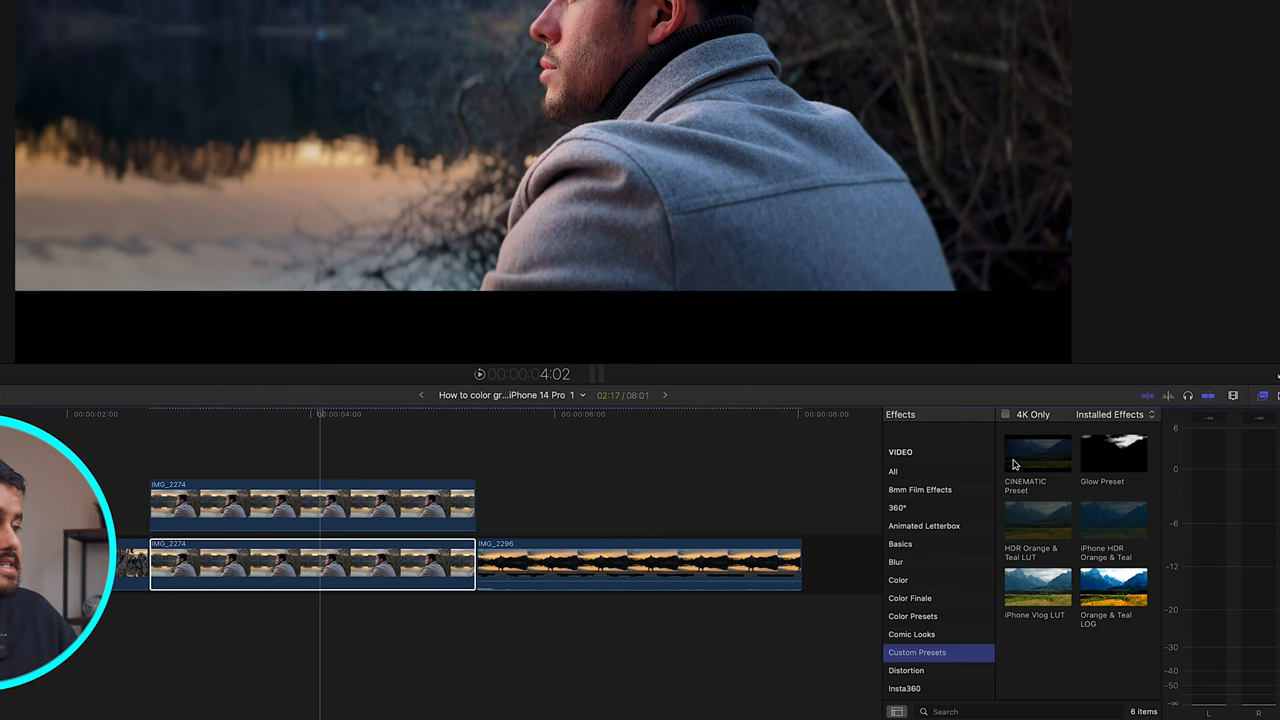 00:00:04:02
How to color gr...iPhone 14 Pro 1
02:17 / 08:01
00:00:02:00
00:00:04:00
00:00:06:00
00:00:08:00
IMG_2274
IMG_2274
IMG_2296
Effects
4K Only
Installed Effects
VIDEO
All
8mm Film Effects
360°
Animated Letterbox
Basics
Blur
Color
Color Finale
Color Presets
Comic Looks
Custom Presets
Distortion
Insta360
CINEMATIC
Preset
Glow Preset
HDR Orange &
Teal LUT
iPhone HDR
Orange & Teal
iPhone Vlog LUT
Orange & Teal
LOG
Search
6 items
-∞
-∞
6
0
-6
-12
-20
-30
-40
-50
-∞
L
R